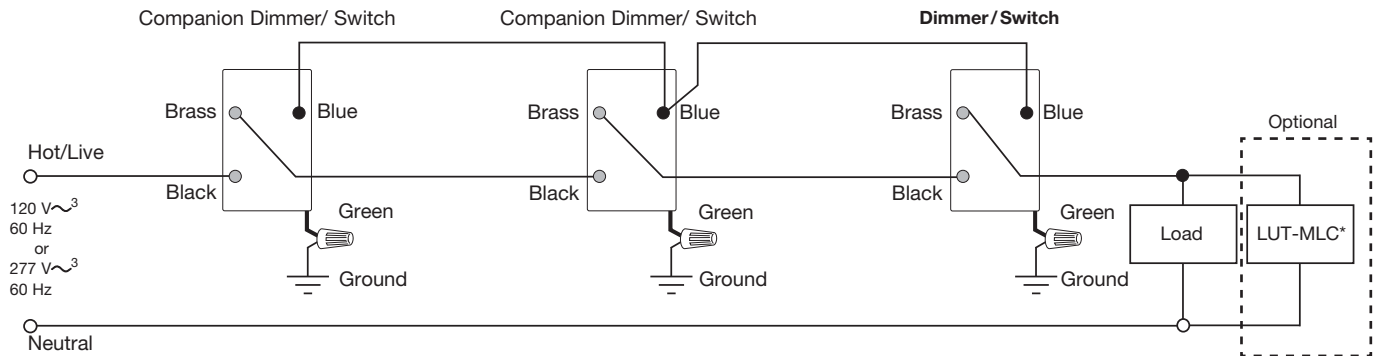 Companion Dimmer/ Switch
Companion Dimmer/ Switch
Dimmer/Switch
Brass
Blue
Brass
Blue
Brass
Blue
Optional
Hot/Live
Black
Black
Black
120 V~3
60 Hz
or
277 V~3
60 Hz
Green
Green
Green
Load
LUT-MLC*
Ground
Ground
Ground
Neutral